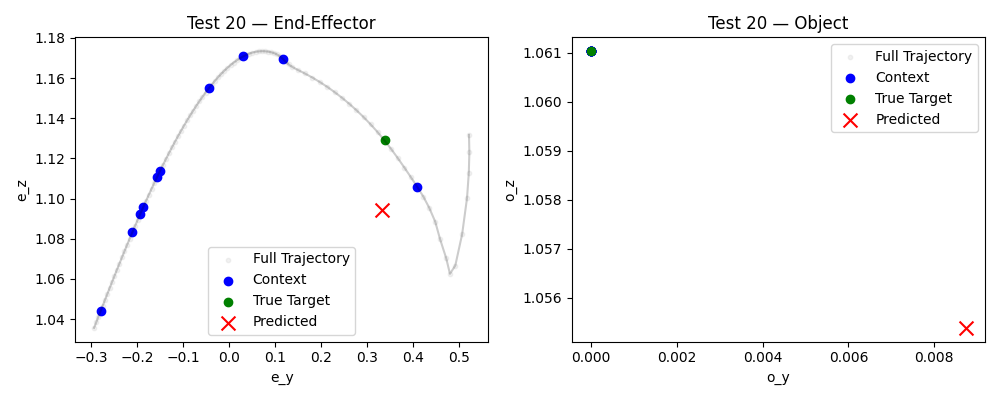 Test 20 — End-Effector
1.18
1.16
1.14
1.12
1.10
1.08
1.06
1.04
e_z
−0.3
−0.2
−0.1
0.0
0.1
0.2
0.3
0.4
0.5
e_y
Full Trajectory
Context
True Target
Predicted
Test 20 — Object
1.061
1.060
1.059
1.058
1.057
1.056
o_z
0.000
0.002
0.004
0.006
0.008
o_y
Full Trajectory
Context
True Target
Predicted